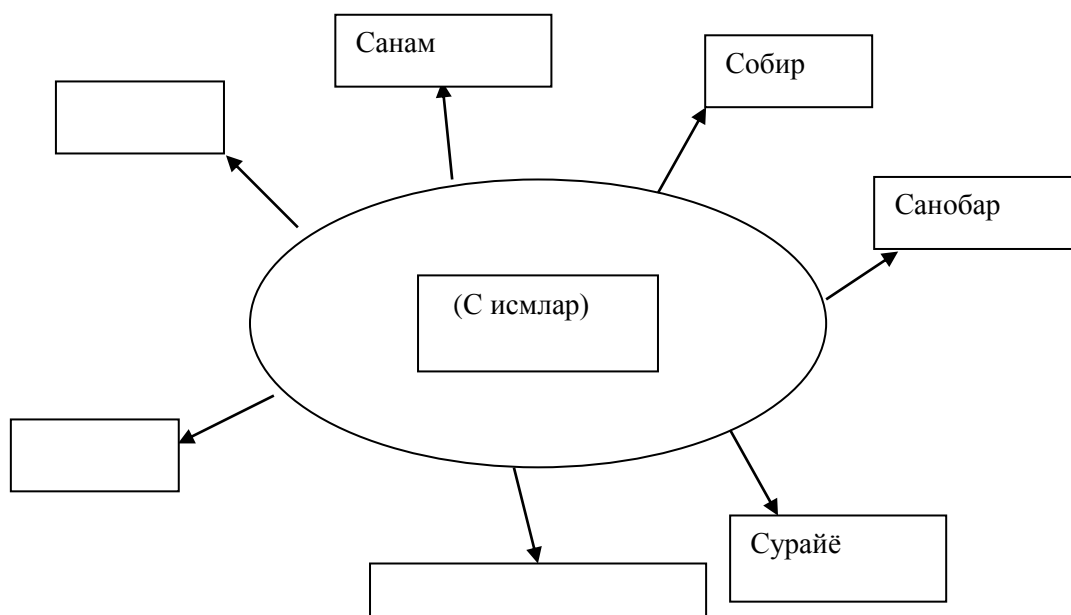 Санам
Собир
Санобар
(С исмлар)
Сурайё